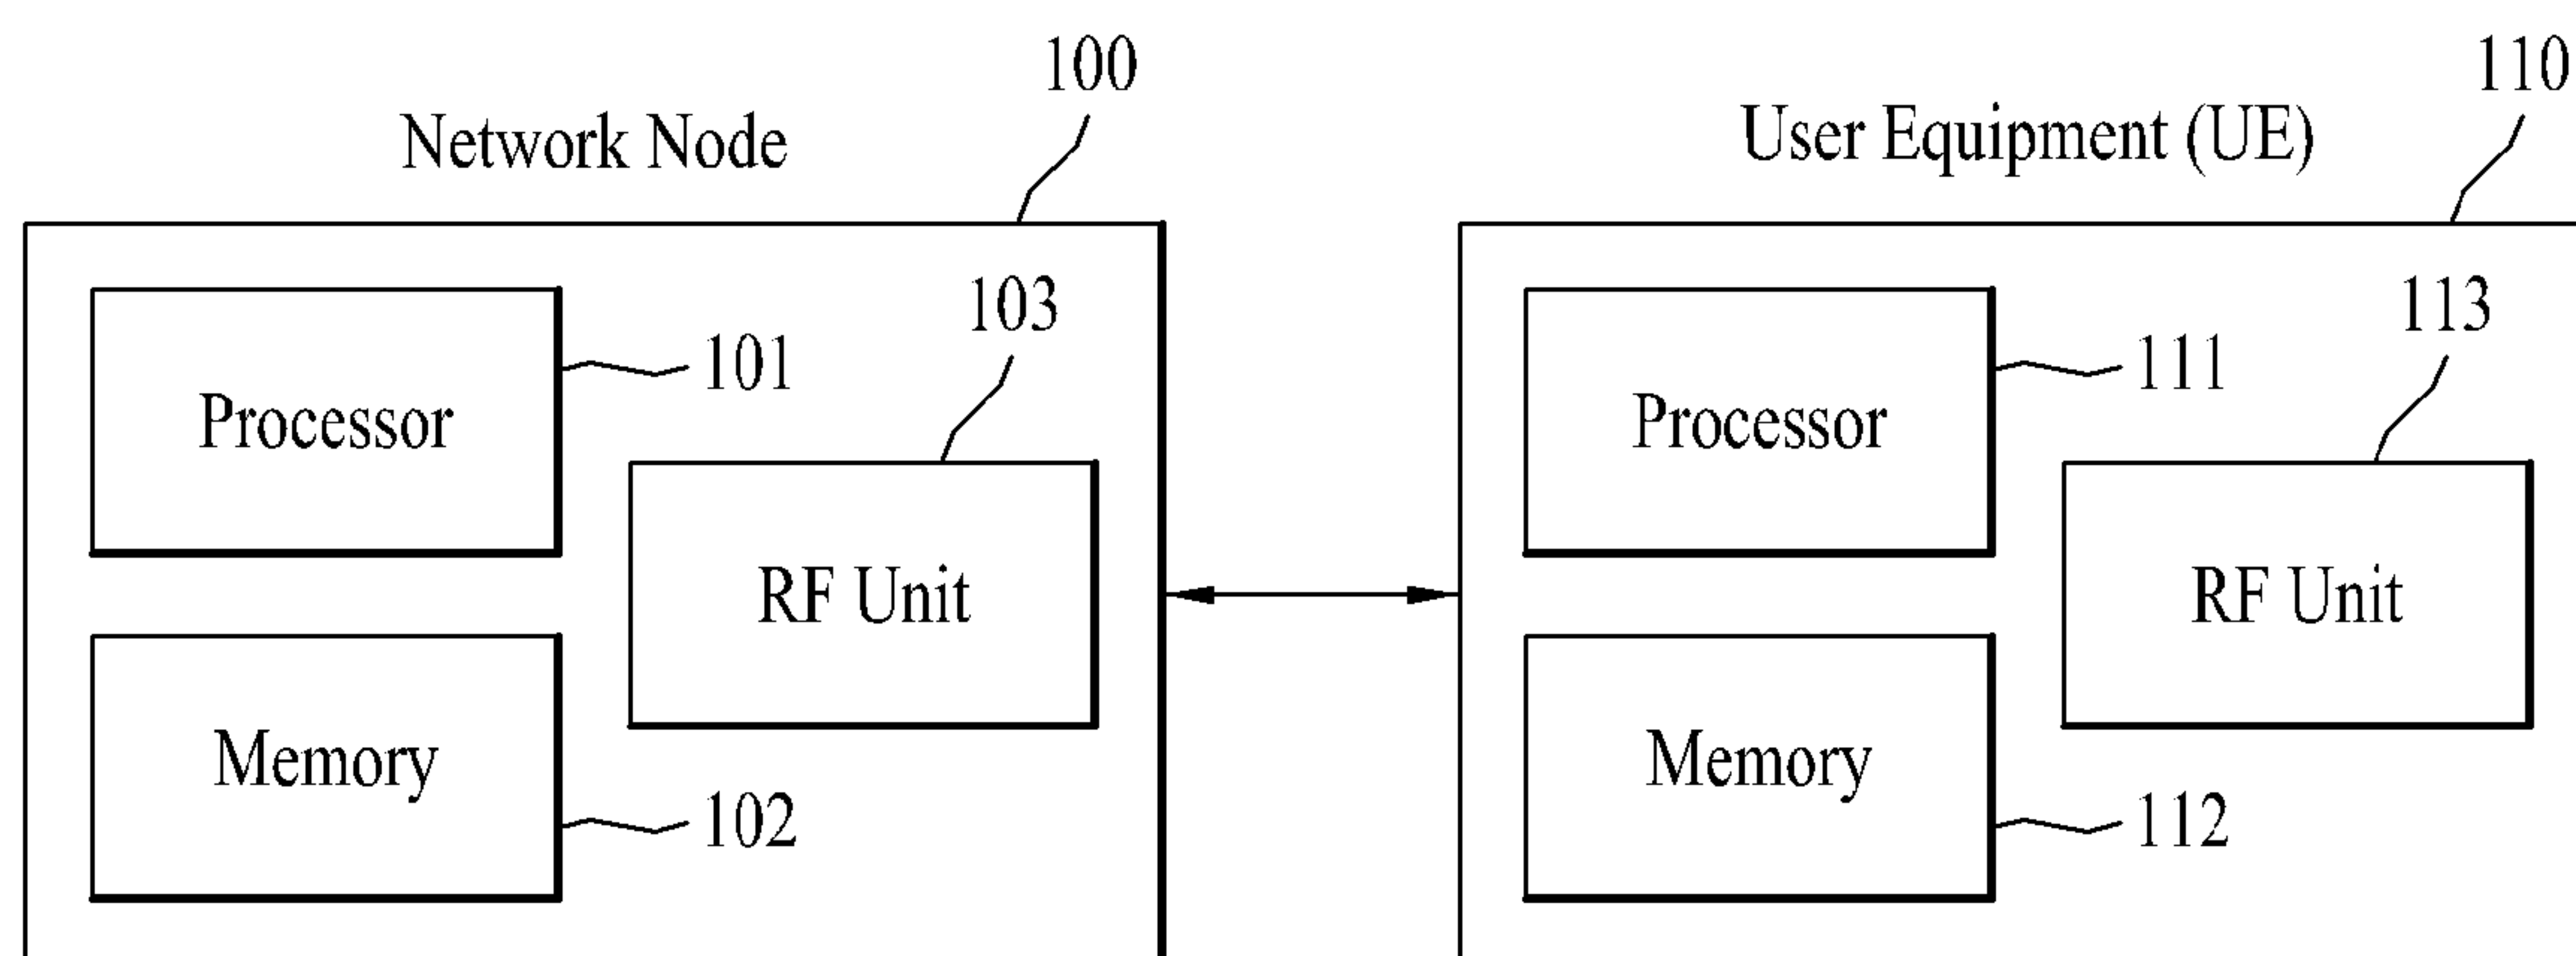 100
110
Network Node
User Equipment (UE)
103
113
101
111
Processor
Processor
RF Unit
RF Unit
Memory
Memory
102
112